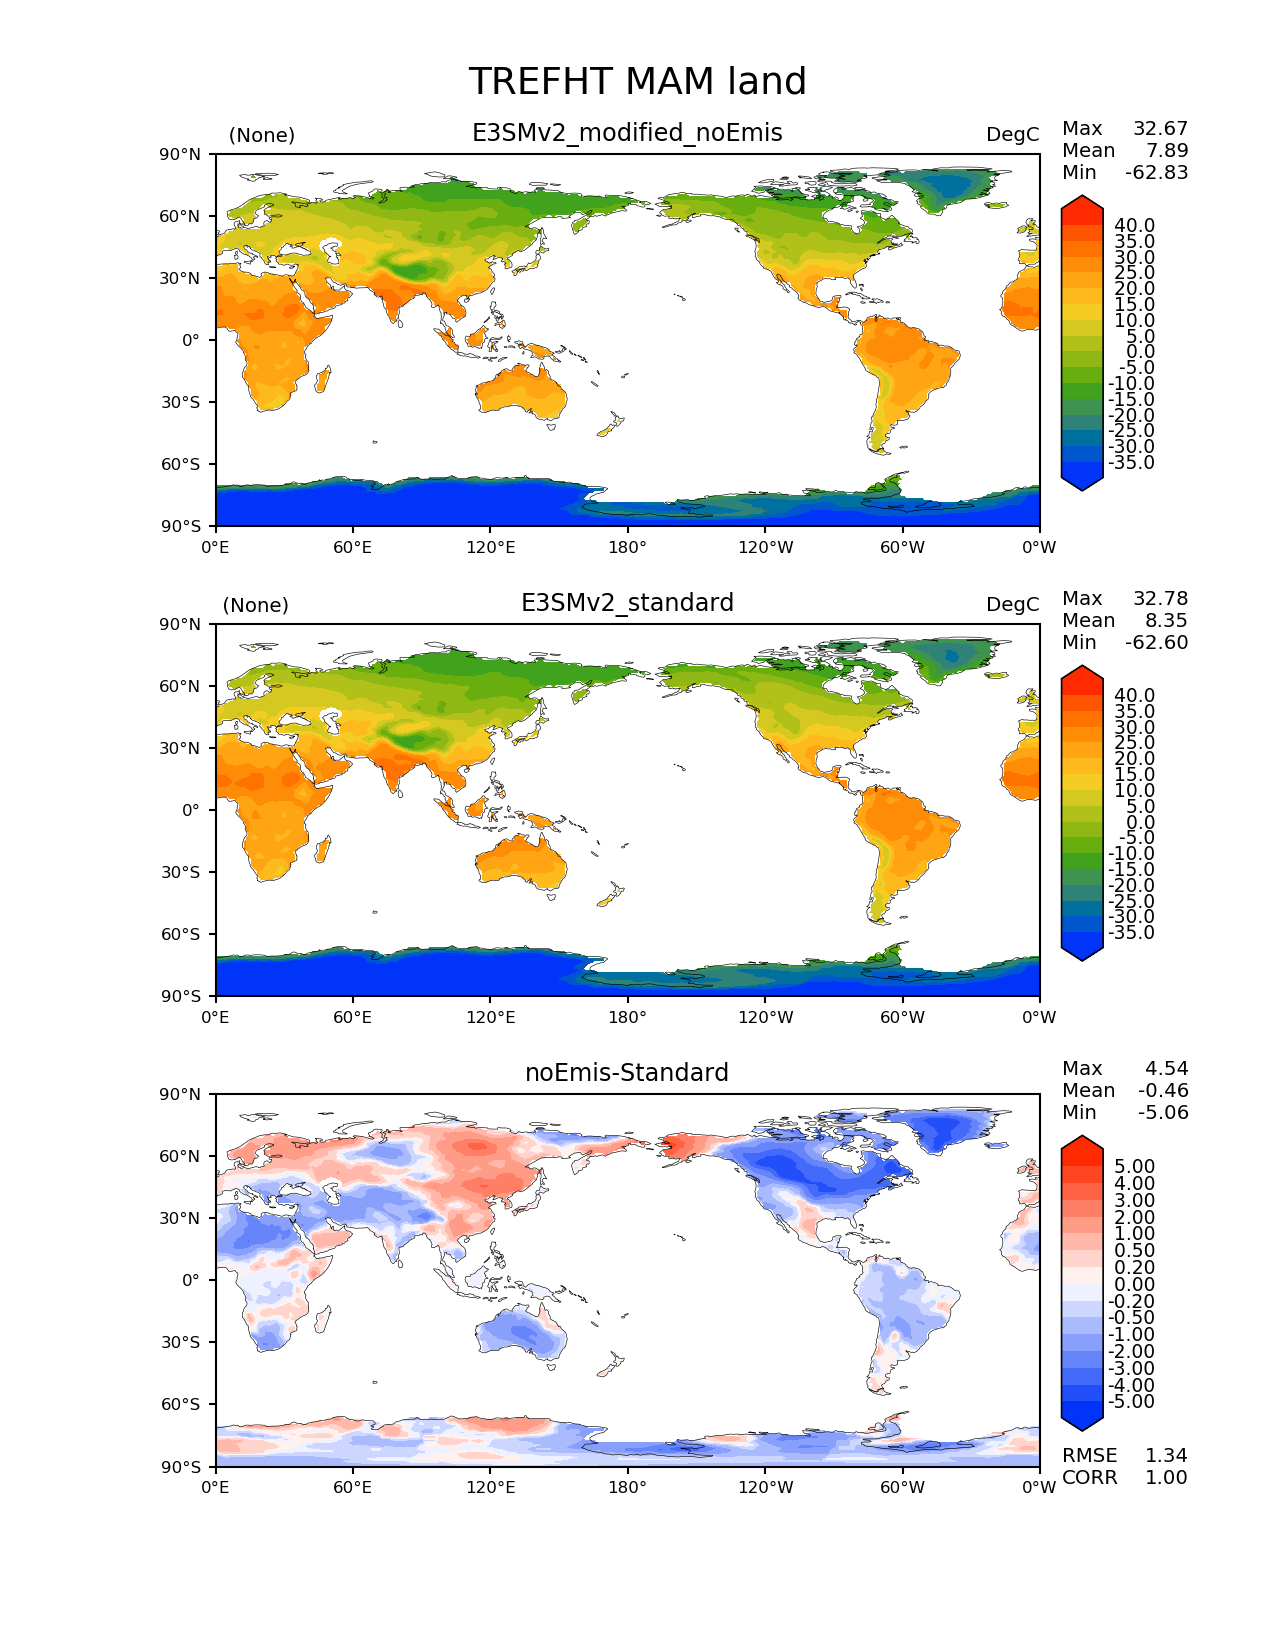 TREFHT MAM land
(None) E3SMv2_modified_noEmis DegC
Max 32.67
Mean 7.89
Min -62.83
90°N
60°N
30°N
0°
30°S
60°S
90°S
0°E 60°E 120°E 180° 120°W 60°W 0°W
40.0
35.0
30.0
25.0
20.0
15.0
10.0
5.0
0.0
-5.0
-10.0
-15.0
-20.0
-25.0
-30.0
-35.0
(None) E3SMv2_standard DegC
Max 32.78
Mean 8.35
Min -62.60
90°N
60°N
30°N
0°
30°S
60°S
90°S
0°E 60°E 120°E 180° 120°W 60°W 0°W
40.0
35.0
30.0
25.0
20.0
15.0
10.0
5.0
0.0
-5.0
-10.0
-15.0
-20.0
-25.0
-30.0
-35.0
noEmis-Standard
Max 4.54
Mean -0.46
Min -5.06
90°N
60°N
30°N
0°
30°S
60°S
90°S
0°E 60°E 120°E 180° 120°W 60°W 0°W
5.00
4.00
3.00
2.00
1.00
0.50
0.20
0.00
-0.20
-0.50
-1.00
-2.00
-3.00
-4.00
-5.00
RMSE 1.34
CORR 1.00